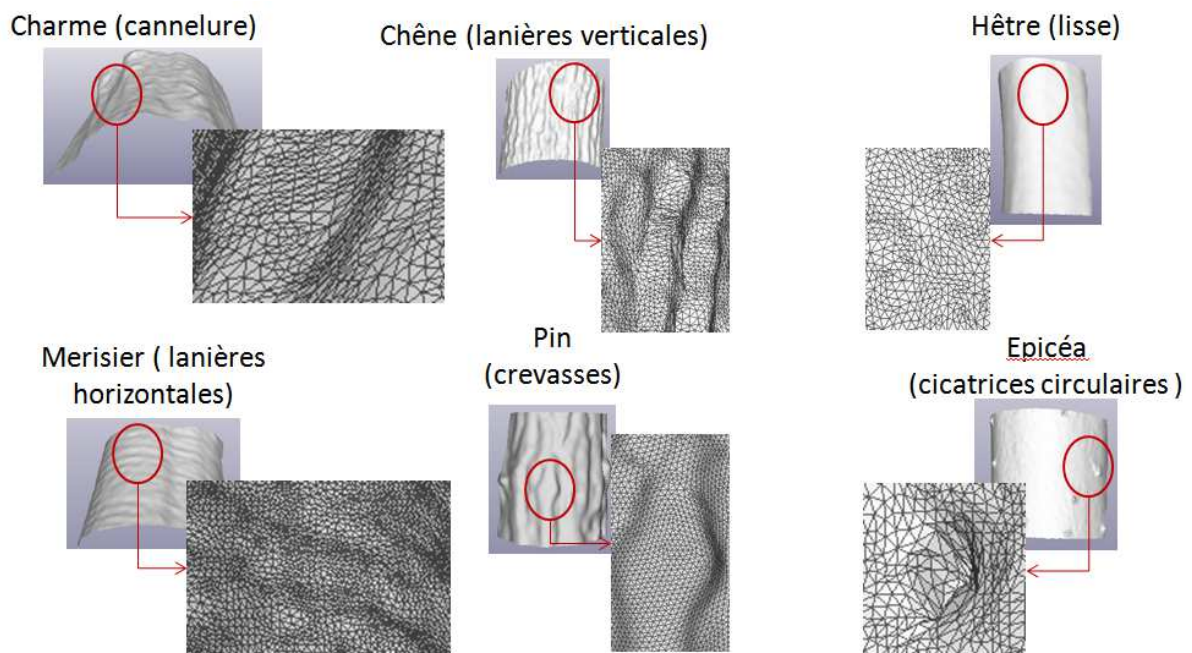 Charme (cannelure)
Chêne (lanières verticales)
Hêtre (lisse)
Merisier ( lanières
horizontales)
Pin
(crevasses)
Epicéa
(cicatrices circulaires )